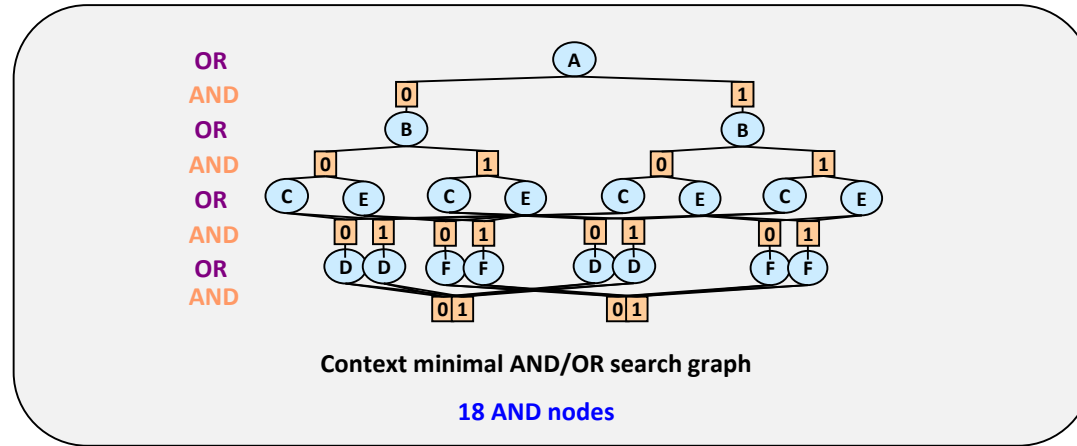 OR A
AND 0 1
OR B B
AND 0 1 0 1
OR C E C E C E C E
AND 0 1 0 1 0 1 0 1
OR D D F F D D F F
AND 0 1 0 1
Context minimal AND/OR search graph
18 AND nodes